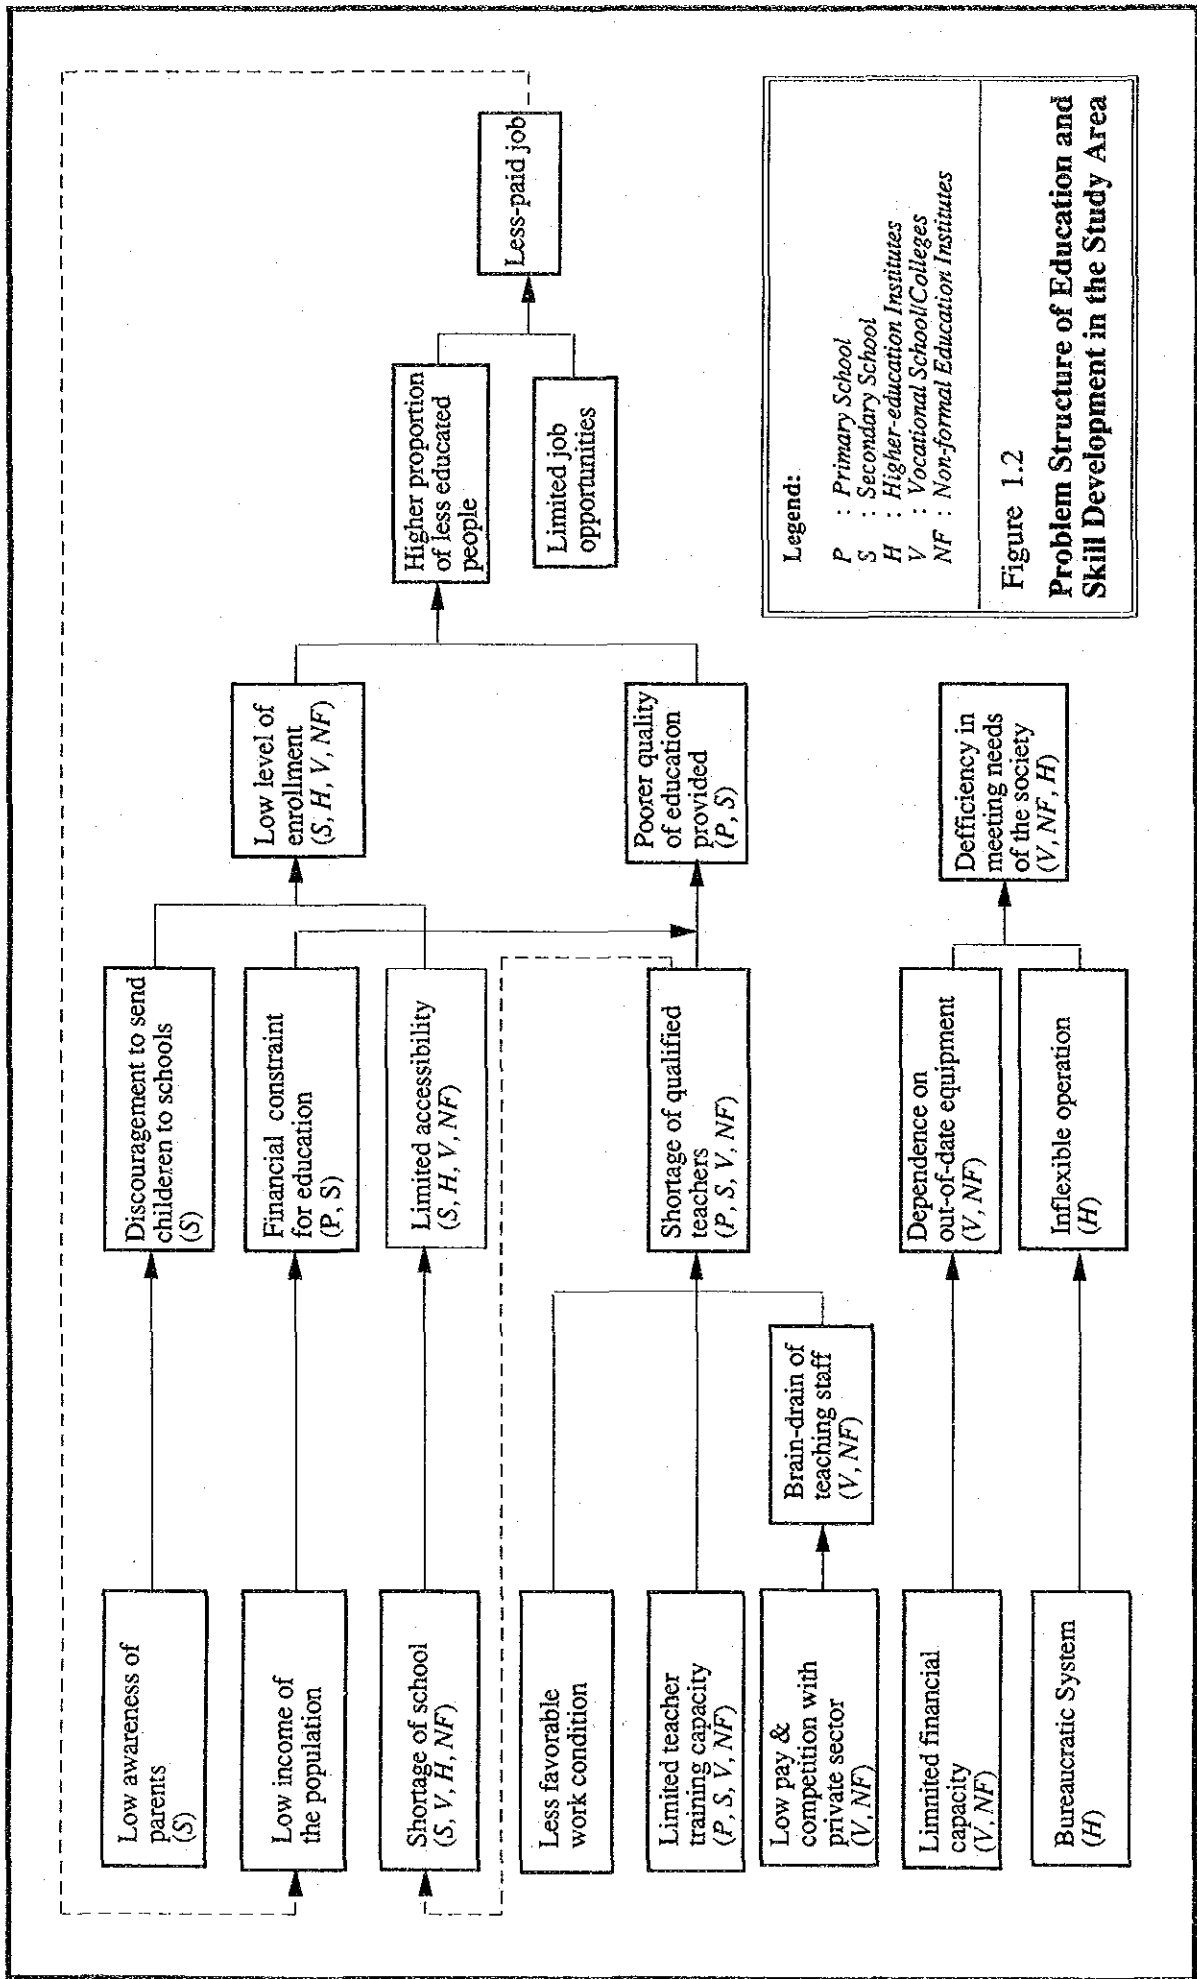 Low awareness of
parents
(S)
Low income of
the population
Shortage of school
(S, V, H, NF)
Less favorable
work condition
Limited teacher
training capacity
(P, S, V, NF)
Low pay &
competition with
private sector
(V, NF)
Limnited financial
capacity
(V, NF)
Bureaucratic System
(H)
Brain-drain of
teaching staff
(V, NF)
Discouragement to send
childeren to schools
(S)
Financial constraint
for education
(P, S)
Limited accessibility
(S, H, V, NF)
Shortage of qualified
teachers
(P, S, V, NF)
Dependence on
out-of-date equipment
(V, NF)
Inflexible operation
(H)
Low level of
enrollment
(S, H, V, NF)
Poorer quality
of education
provided
(P, S)
Defficiency in
meeting needs
of the society
(V, NF, H)
Higher proportion
of less educated
people
Limited job
opportunities
Less-paid job
Legend:
P : Primary School
S : Secondary School
H : Higher-education Institutes
V : Vocational School/Colleges
NF : Non-formal Education Institutes
Figure 1.2
Problem Structure of Education and
Skill Development in the Study Area